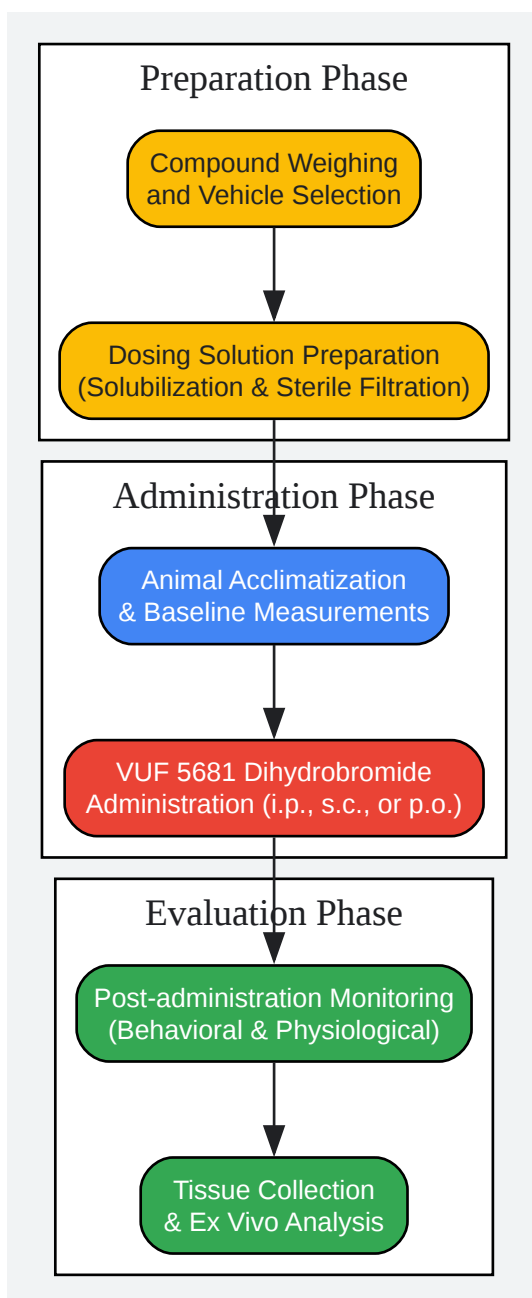 Preparation Phase
Compound Weighing
and Vehicle Selection
Dosing Solution Preparation
(Solubilization & Sterile Filtration)
Administration Phase
Animal Acclimatization
& Baseline Measurements
VUF 5681 Dihydrobromide
Administration (i.p., s.c., or p.o.)
Evaluation Phase
Post-administration Monitoring
(Behavioral & Physiological)
Tissue Collection
& Ex Vivo Analysis